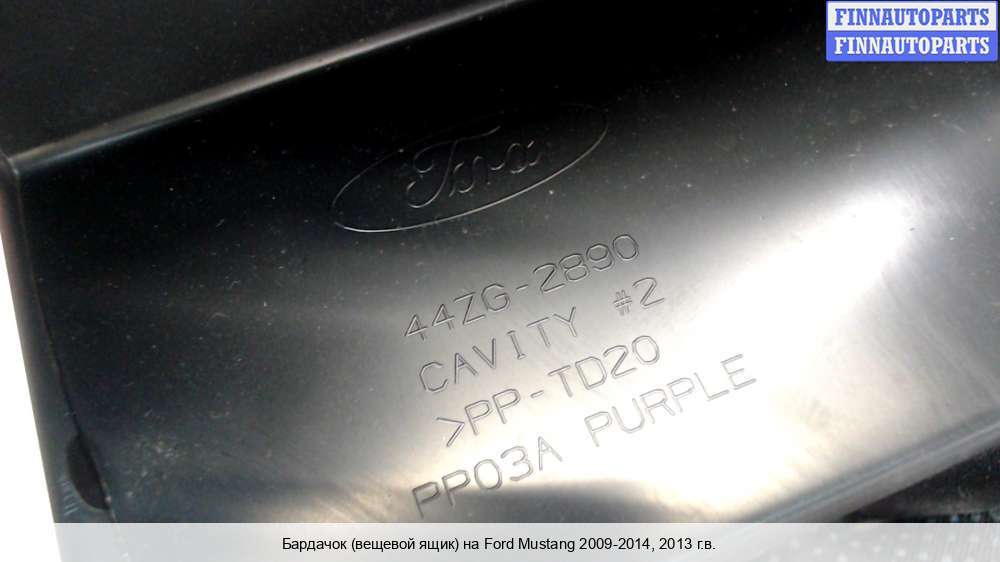 FINNAUTOPARTS
FINNAUTOPARTS
Ford
44ZG-2890
CAVITY #2
>PP-TD20
PP03A PURPLE
Бардачок (вещевой ящик) на Ford Mustang 2009-2014, 2013 г.в.